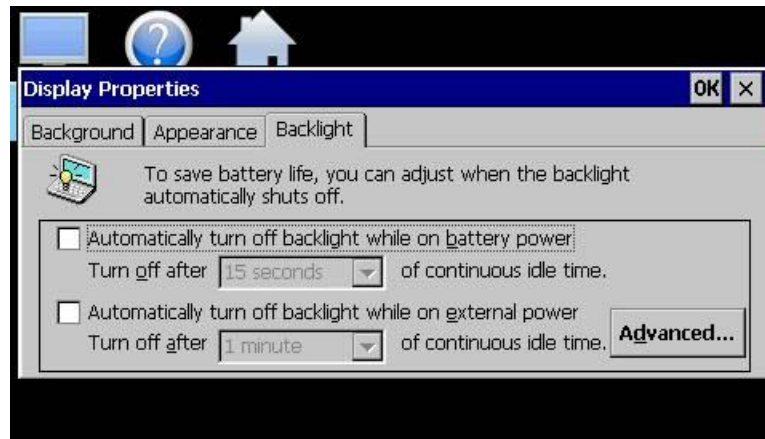 ?
Display Properties OK ×
Background Appearance Backlight
To save battery life, you can adjust when the backlight
automatically shuts off.
Automatically turn off backlight while on battery power
Turn off after 15 seconds of continuous idle time.
Automatically turn off backlight while on external power
Turn off after 1 minute of continuous idle time.
Advanced...